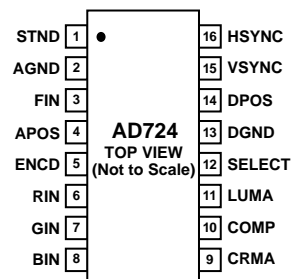 STND 1 16 HSYNC
AGND 2 15 VSYNC
FIN 3 14 DPOS
APOS 4 AD724 13 DGND
ENCD 5 TOP VIEW (Not to Scale) 12 SELECT
RIN 6 11 LUMA
GIN 7 10 COMP
BIN 8 9 CRMA